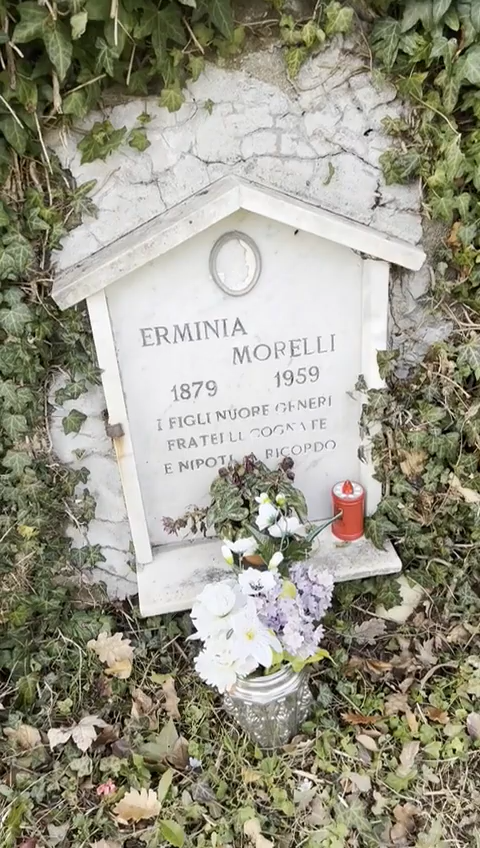 ERMINIA
MORELLI
1879 1959
I FIGLI NUORE GENERI
FRATELLI COGNATE
E NIPOTI A RICORDO